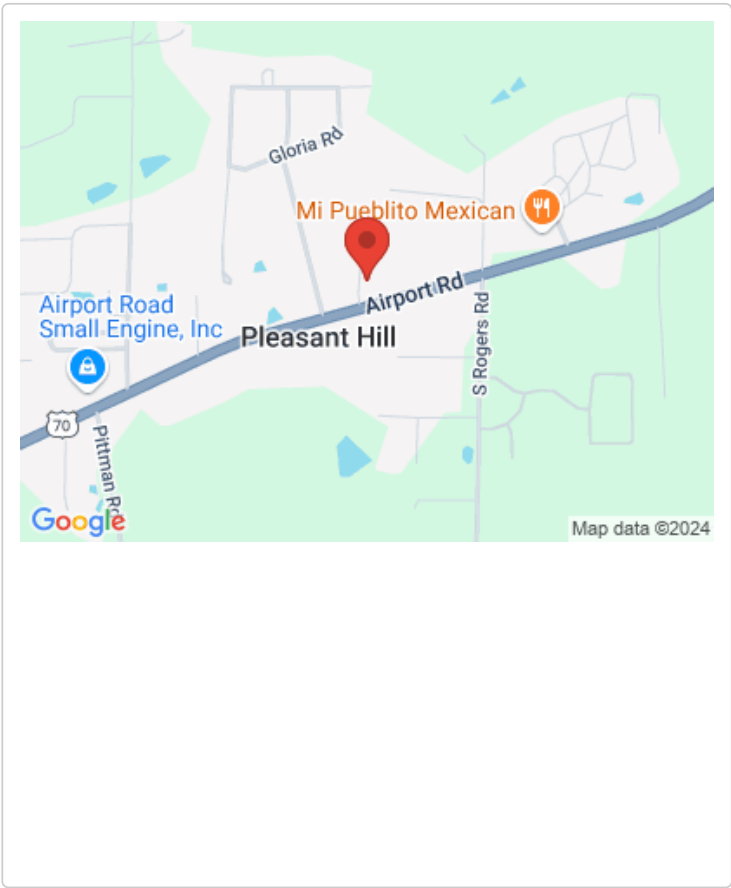 Gloria Rd
Mi Pueblito Mexican
Airport Rd
Airport Road
Small Engine, Inc
Pleasant Hill
S Rogers Rd
70
Pittman Rd
Google
Map data ©2024